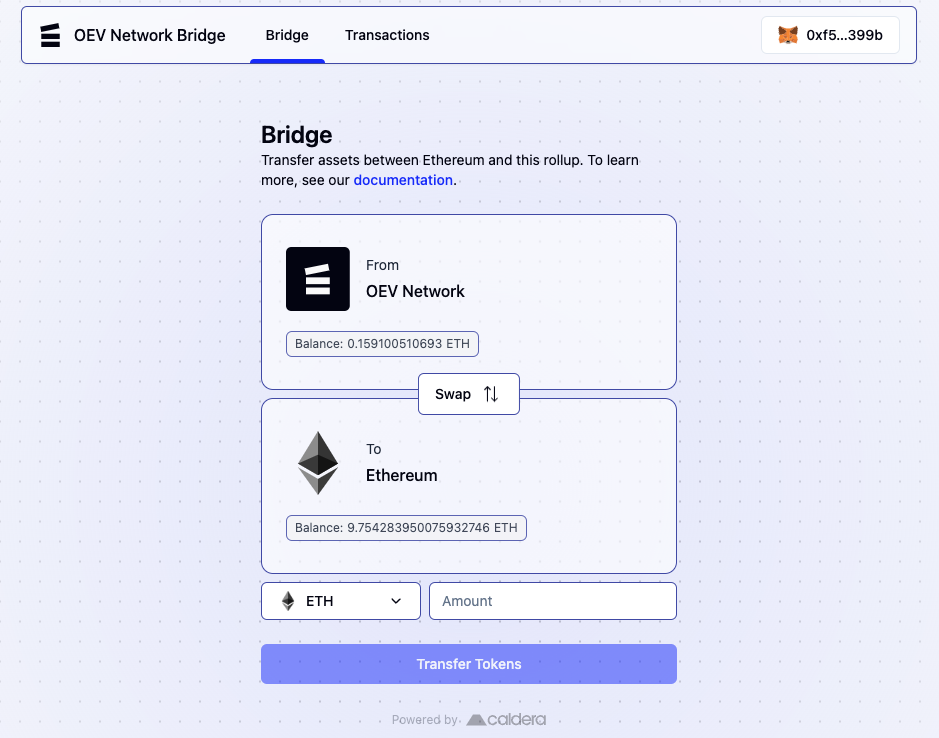 OEV Network Bridge
Bridge
Transactions
0xf5...399b
Bridge
Transfer assets between Ethereum and this rollup. To learn
more, see our documentation.
From
OEV Network
Balance: 0.159100510693 ETH
Swap
To
Ethereum
Balance: 9.754283950075932746 ETH
ETH
Amount
Transfer Tokens
Powered by caldera